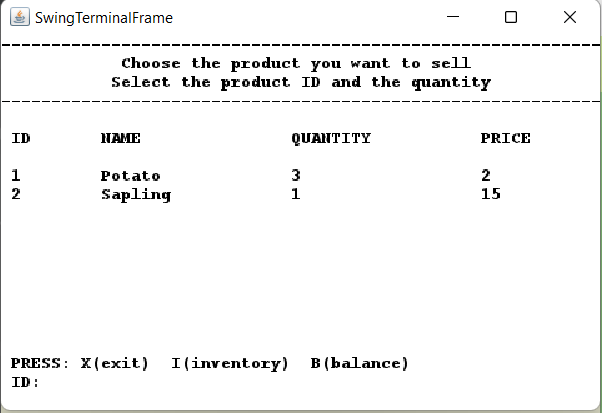 SwingTerminalFrame
Choose the product you want to sell
Select the product ID and the quantity
ID NAME QUANTITY PRICE
1 Potato 3 2
2 Sapling 1 15
PRESS: X(exit) I(inventory) B(balance)
ID: